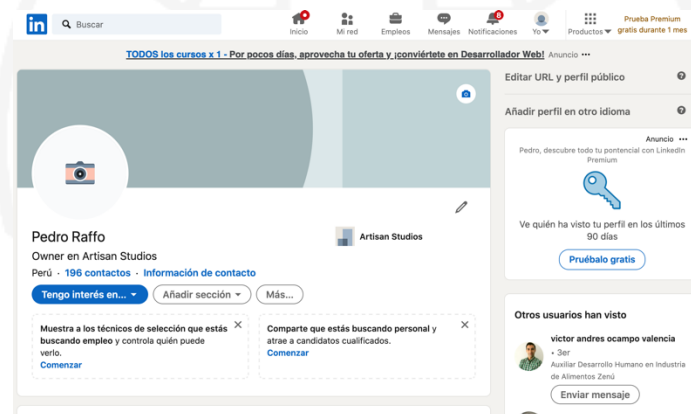 in
Buscar
Inicio
Mi red
Empleos
Mensajes
8
Notificaciones
Yo
Productos
Prueba Premium
gratis durante 1 mes
TODOS los cursos x 1 - Por pocos días, aprovecha tu oferta y ¡conviértete en Desarrollador Web! Anuncio •••
Pedro Raffo
Artisan Studios
Owner en Artisan Studios
Perú · 196 contactos · Información de contacto
Tengo interés en...
Añadir sección
Más...
Muestra a los técnicos de selección que estás
buscando empleo y controla quién puede
verlo.
Comenzar
Comparte que estás buscando personal y
atrae a candidatos cualificados.
Comenzar
Editar URL y perfil público
Añadir perfil en otro idioma
Anuncio •••
Pedro, descubre todo tu pontencial con LinkedIn
Premium
Ve quién ha visto tu perfil en los últimos
90 días
Pruébalo gratis
Otros usuarios han visto
victor andres ocampo valencia
• 3er
Auxiliar Desarrollo Humano en Industria
de Alimentos Zenú
Enviar mensaje